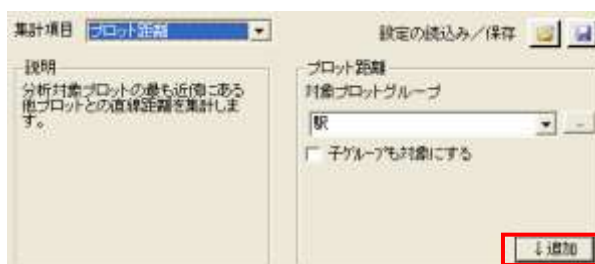 集計項目 プロット距離
設定の読込み／保存
説明
分析対象プロットの最も近傍にある
他プロットとの直線距離を集計しま
す。
プロット距離
対象プロットグループ
駅
子グループも対象にする
↓追加